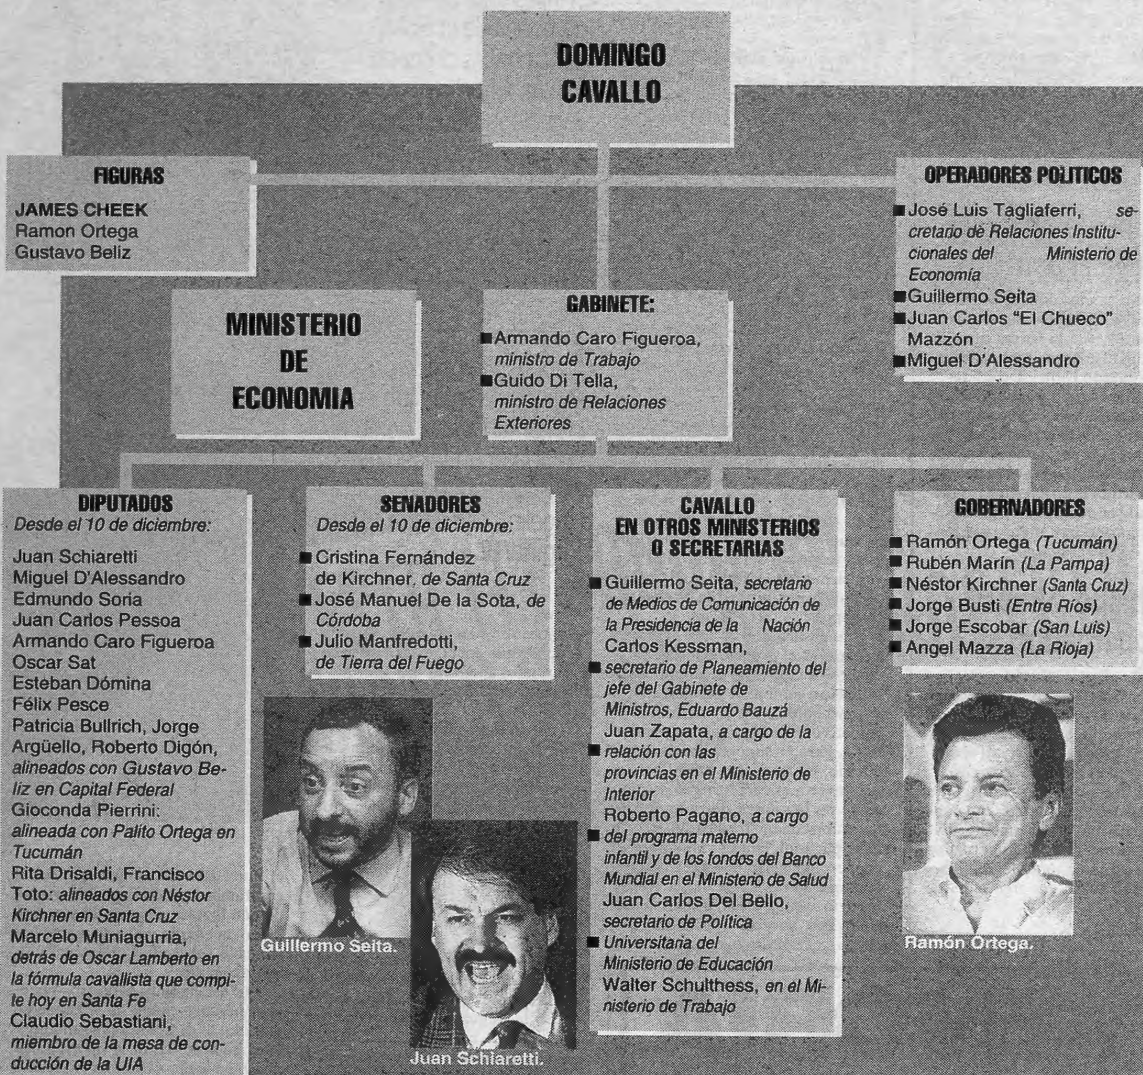 DOMINGO
CAVALLO
FIGURAS
JAMES CHEEK
Ramon Ortega
Gustavo Beliz
OPERADORES POLITICOS
José Luis Tagliaferri, se-
cretario de Relaciones Institu-
cionales del Ministerio de
Economía
Guillermo Seita
Juan Carlos "El Chueco"
Mazzón
Miguel D'Alessandro
MINISTERIO
DE
ECONOMIA
GABINETE:
Armando Caro Figueroa,
ministro de Trabajo
Guido Di Tella,
ministro de Relaciones
Exteriores
DIPUTADOS
Desde el 10 de diciembre:
Juan Schiaretti
Miguel D'Alessandro
Edmundo Soria
Juan Carlos Pessoa
Armando Caro Figueroa
Oscar Sat
Esteban Dómina
Félix Pesce
Patricia Bullrich, Jorge
Argüello, Roberto Digón,
alineados con Gustavo Be-
liz en Capital Federal
Gioconda Pierrini:
alineada con Palito Ortega en
Tucumán
Rita Drisaldi, Francisco
Toto: alineados con Néstor
Kirchner en Santa Cruz
Marcelo Muniagurria,
detrás de Oscar Lamberto en
la fórmula cavallista que compi-
te hoy en Santa Fe
Claudio Sebastiani,
miembro de la mesa de con-
ducción de la UIA
SENADORES
Desde el 10 de diciembre:
Cristina Fernández
de Kirchner, de Santa Cruz
José Manuel De la Sota, de
Córdoba
Julio Manfredotti,
de Tierra del Fuego
Guillermo Seita.
Juan Schiaretti.
CAVALLO
EN OTROS MINISTERIOS
O SECRETARIAS
Guillermo Seita, secretario
de Medios de Comunicación de
la Presidencia de la Nación
Carlos Kessman,
secretario de Planeamiento del
jefe del Gabinete de
Ministros, Eduardo Bauzá
Juan Zapata, a cargo de la
relación con las
provincias en el Ministerio de
Interior
Roberto Pagano, a cargo
del programa materno
infantil y de los fondos del Banco
Mundial en el Ministerio de Salud
Juan Carlos Del Bello,
secretario de Política
Universitaria del
Ministerio de Educación
Walter Schulthess, en el Mi-
nisterio de Trabajo
GOBERNADORES
Ramón Ortega (Tucumán)
Rubén Marín (La Pampa)
Néstor Kirchner (Santa Cruz)
Jorge Busti (Entre Ríos)
Jorge Escobar (San Luis)
Angel Mazza (La Rioja)
Ramón Ortega.